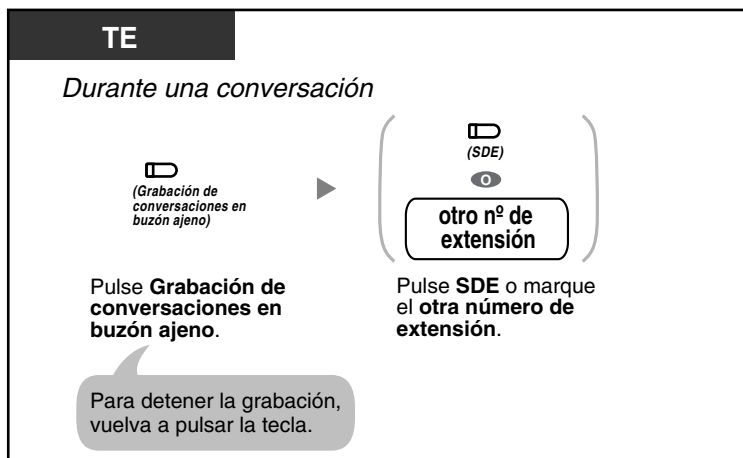 TE
Durante una conversación
(Grabación de
conversaciones en
buzón ajeno)
(SDE)
O
otro nº de
extensión
Pulse Grabación de
conversaciones en
buzón ajeno.
Pulse SDE o marque
el otra número de
extensión.
Para detener la grabación,
vuelva a pulsar la tecla.